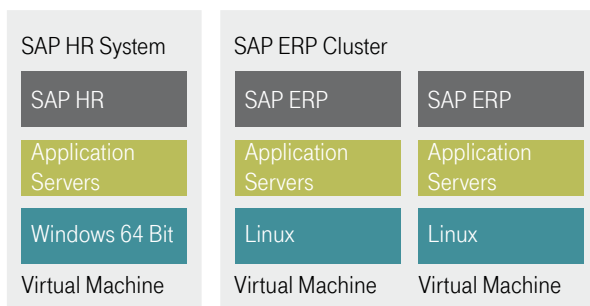 SAP HR System
SAP HR
Application
Servers
Windows 64 Bit
Virtual Machine
SAP ERP Cluster
SAP ERP
Application
Servers
Linux
Virtual Machine
SAP ERP
Application
Servers
Linux
Virtual Machine